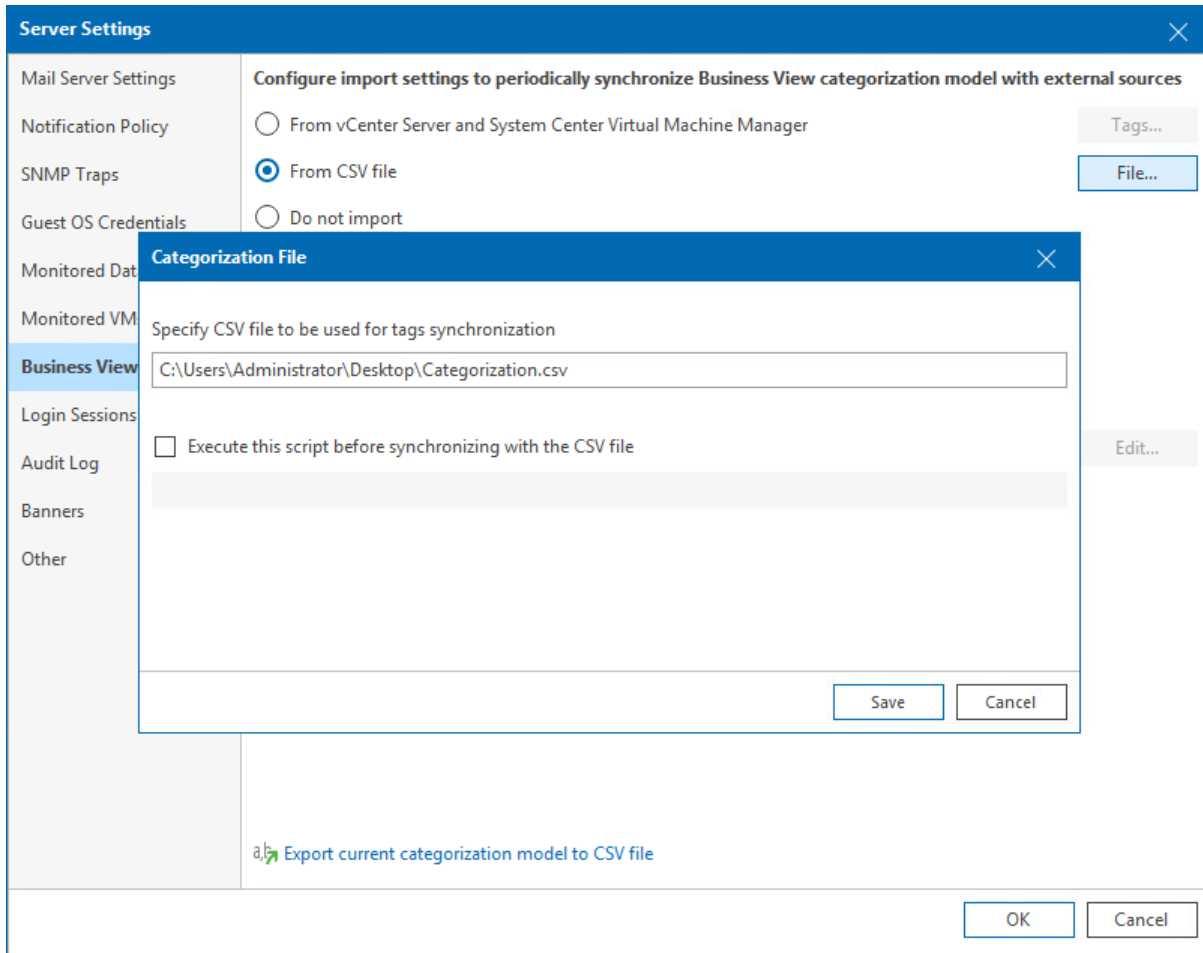 Server Settings
Mail Server Settings
Notification Policy
SNMP Traps
Guest OS Credentials
Monitored Dat
Monitored VM
Business View
Login Sessions
Audit Log
Banners
Other
Configure import settings to periodically synchronize Business View categorization model with external sources
From vCenter Server and System Center Virtual Machine Manager
Tags...
From CSV file
File...
Do not import
Categorization File
Specify CSV file to be used for tags synchronization
C:\Users\Administrator\Desktop\Categorization.csv
Execute this script before synchronizing with the CSV file
Save
Cancel
Edit...
a,b Export current categorization model to CSV file
OK
Cancel